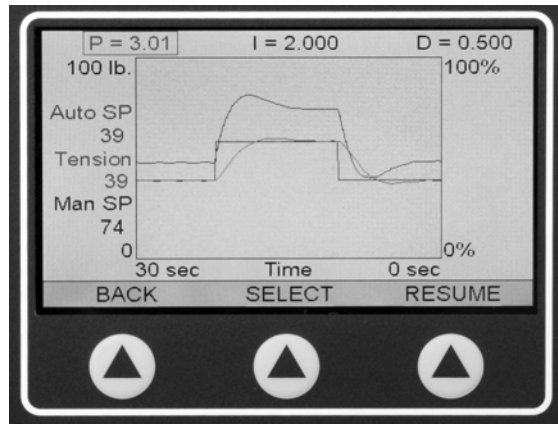 P = 3.01 I = 2.000 D = 0.500
100 lb. 100%
Auto SP
39
Tension
39
Man SP
74
0 0%
30 sec Time 0 sec
BACK SELECT RESUME